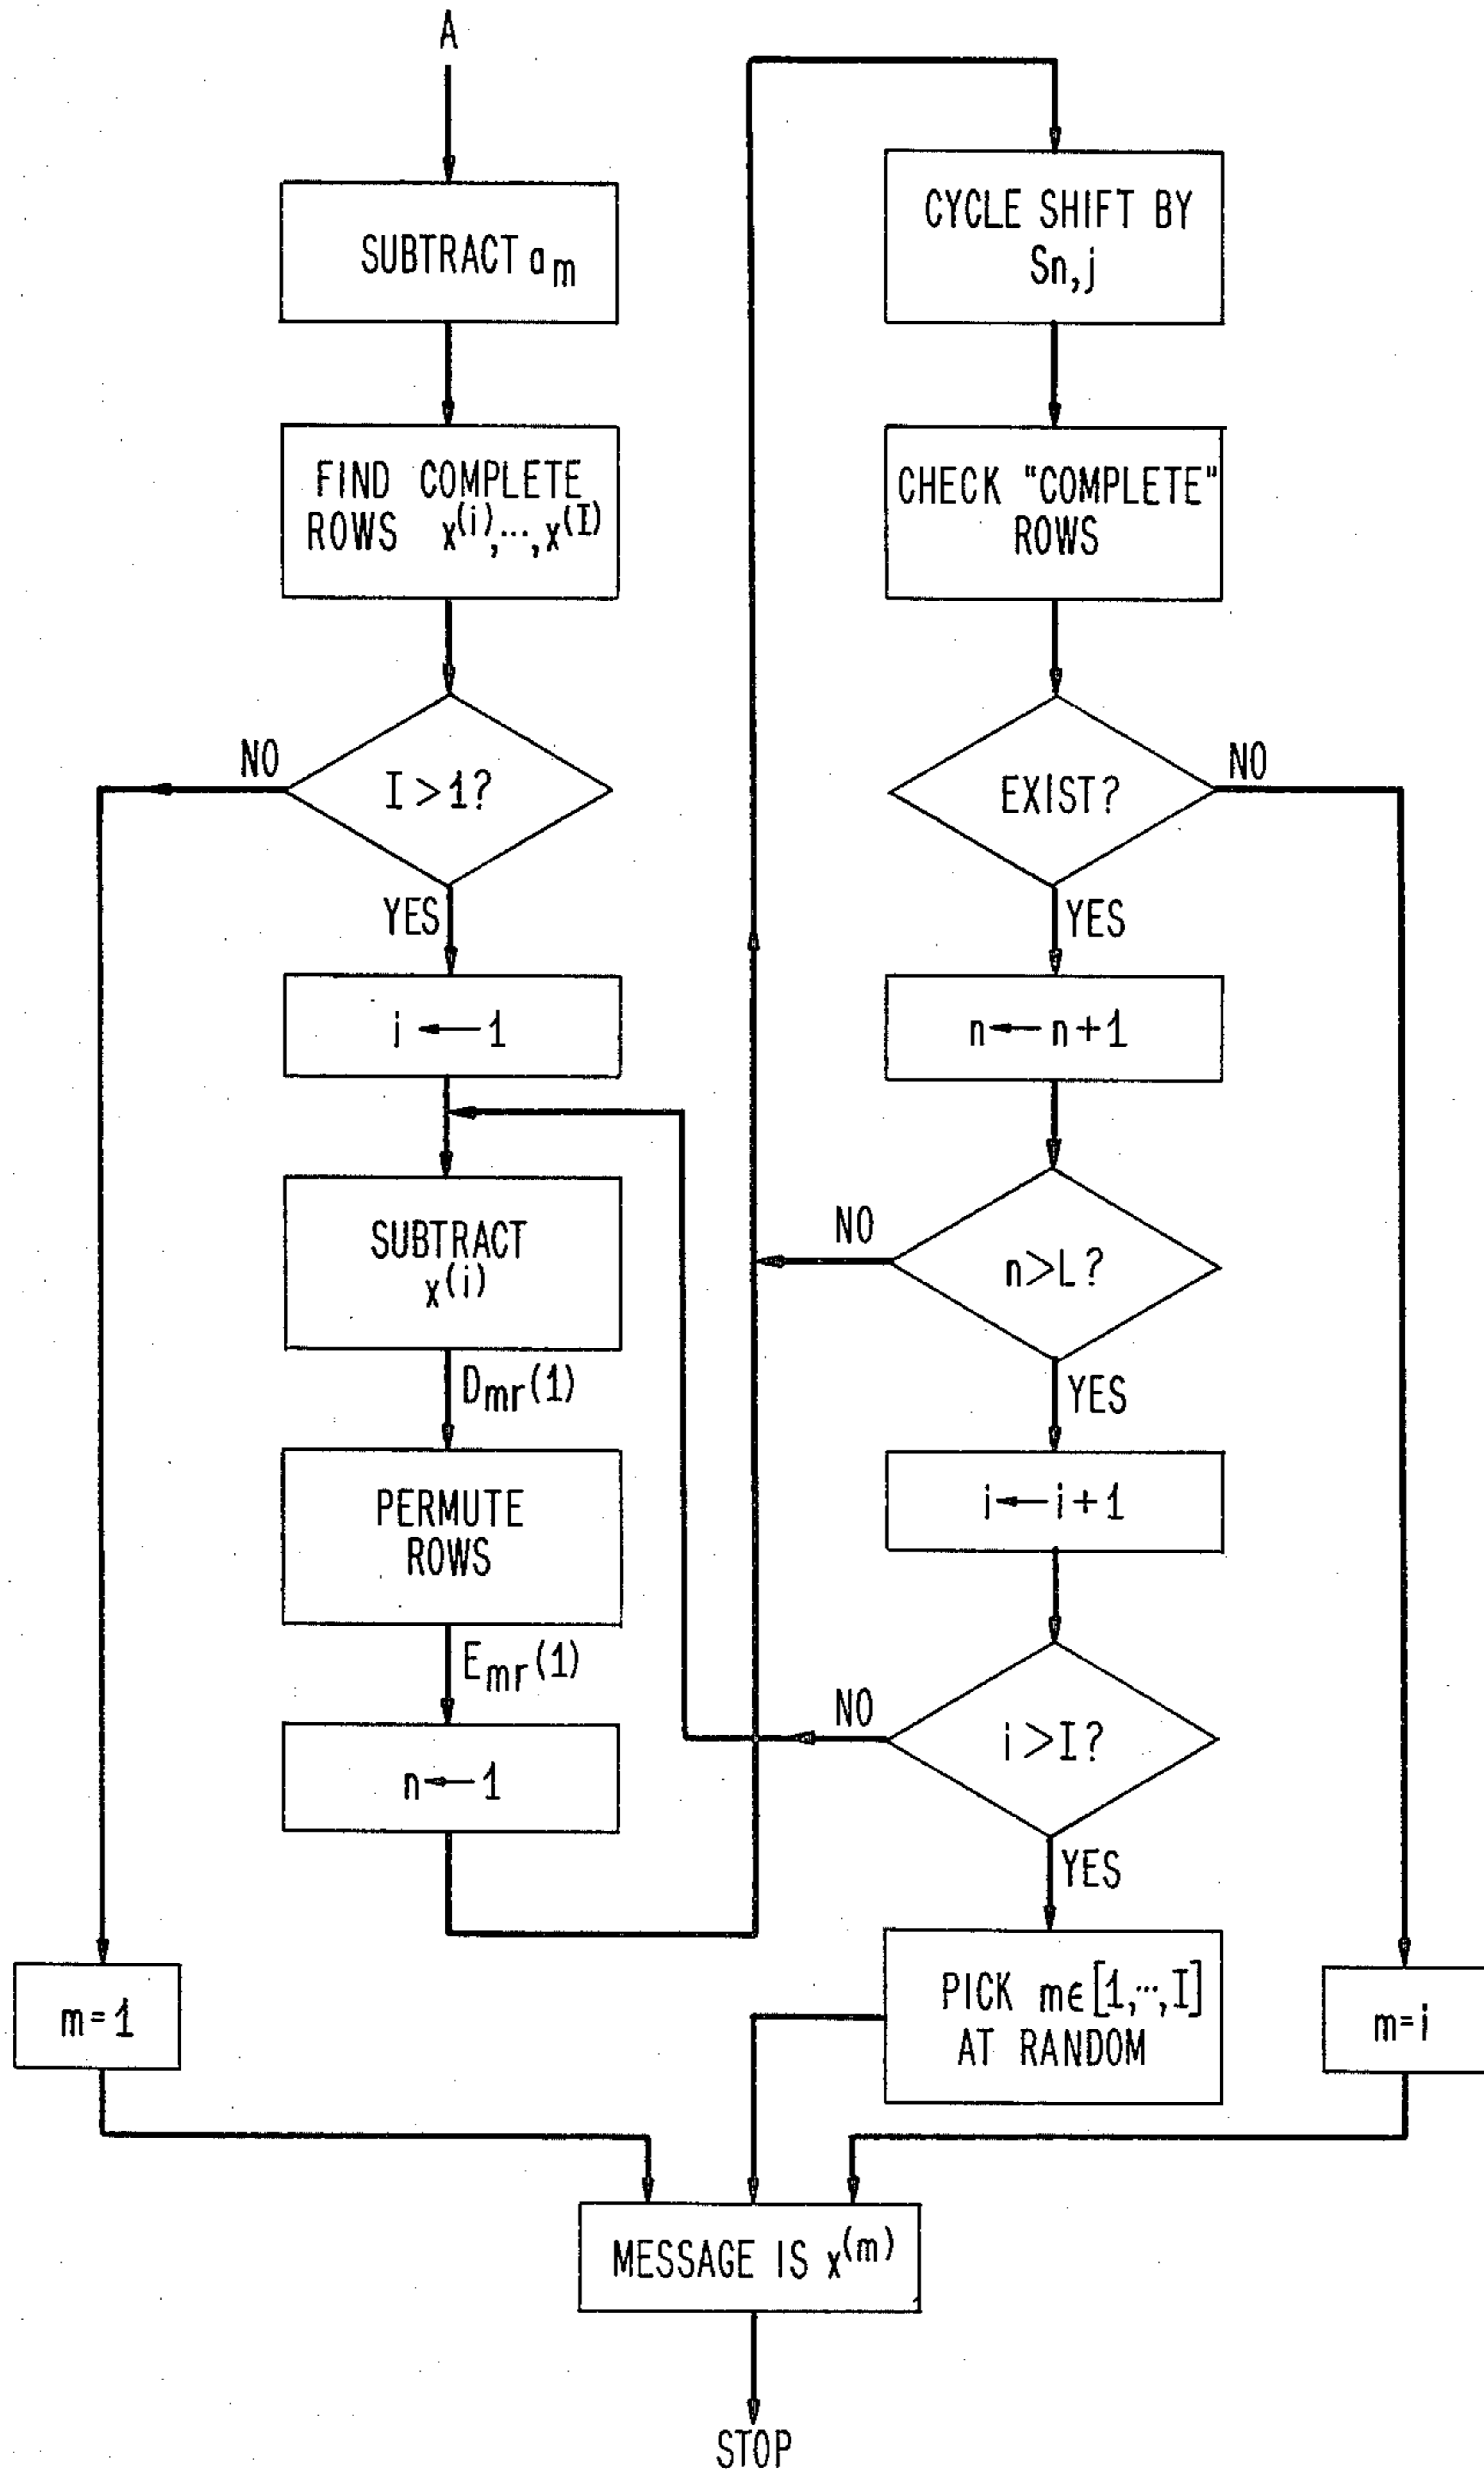 A
SUBTRACT a_m
FIND COMPLETE
ROWS x^(i),...,x^(I)
I > 1?
NO
YES
i ← 1
SUBTRACT
x^(i)
D_mr(1)
PERMUTE
ROWS
E_mr(1)
n ← 1
m = 1
CYCLE SHIFT BY
Sn,j
CHECK "COMPLETE"
ROWS
EXIST?
NO
YES
n ← n + 1
n > L?
NO
YES
i ← i + 1
i > I?
NO
YES
PICK m ϵ [1,...,I]
AT RANDOM
m = i
MESSAGE IS x^(m)
STOP